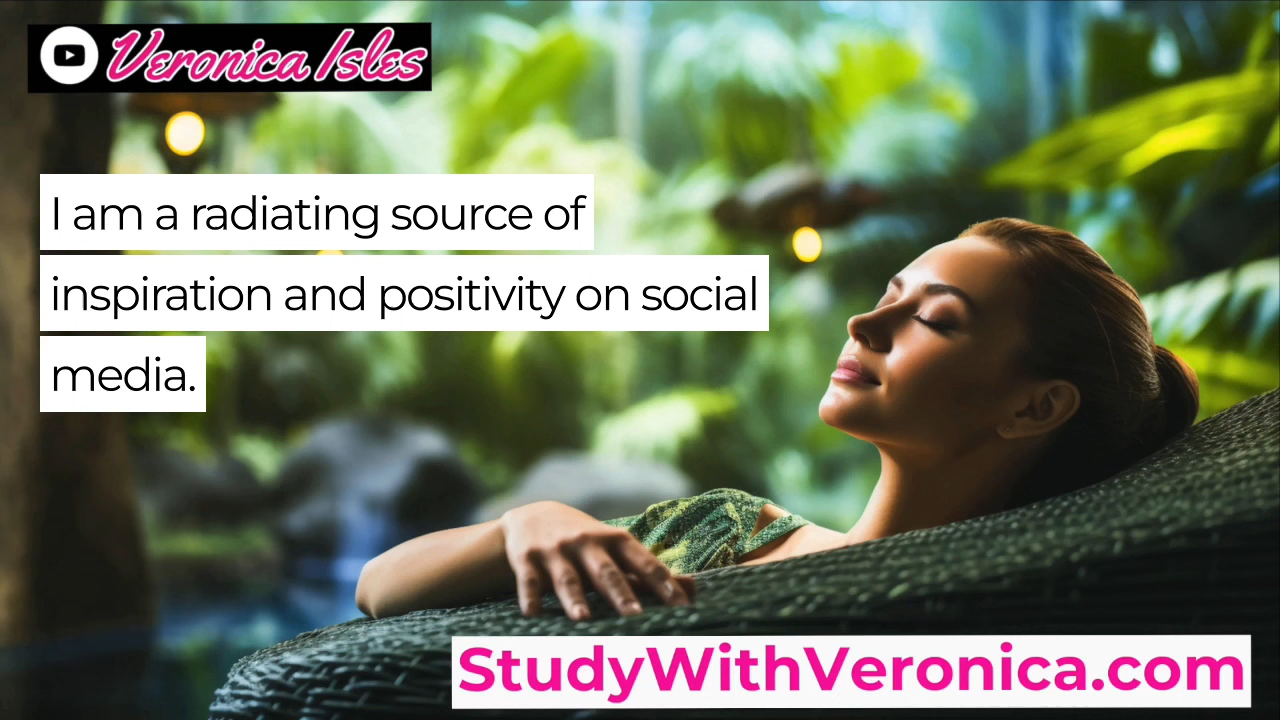 Veronica Isles
I am a radiating source of
inspiration and positivity on social
media.
StudyWithVeronica.com